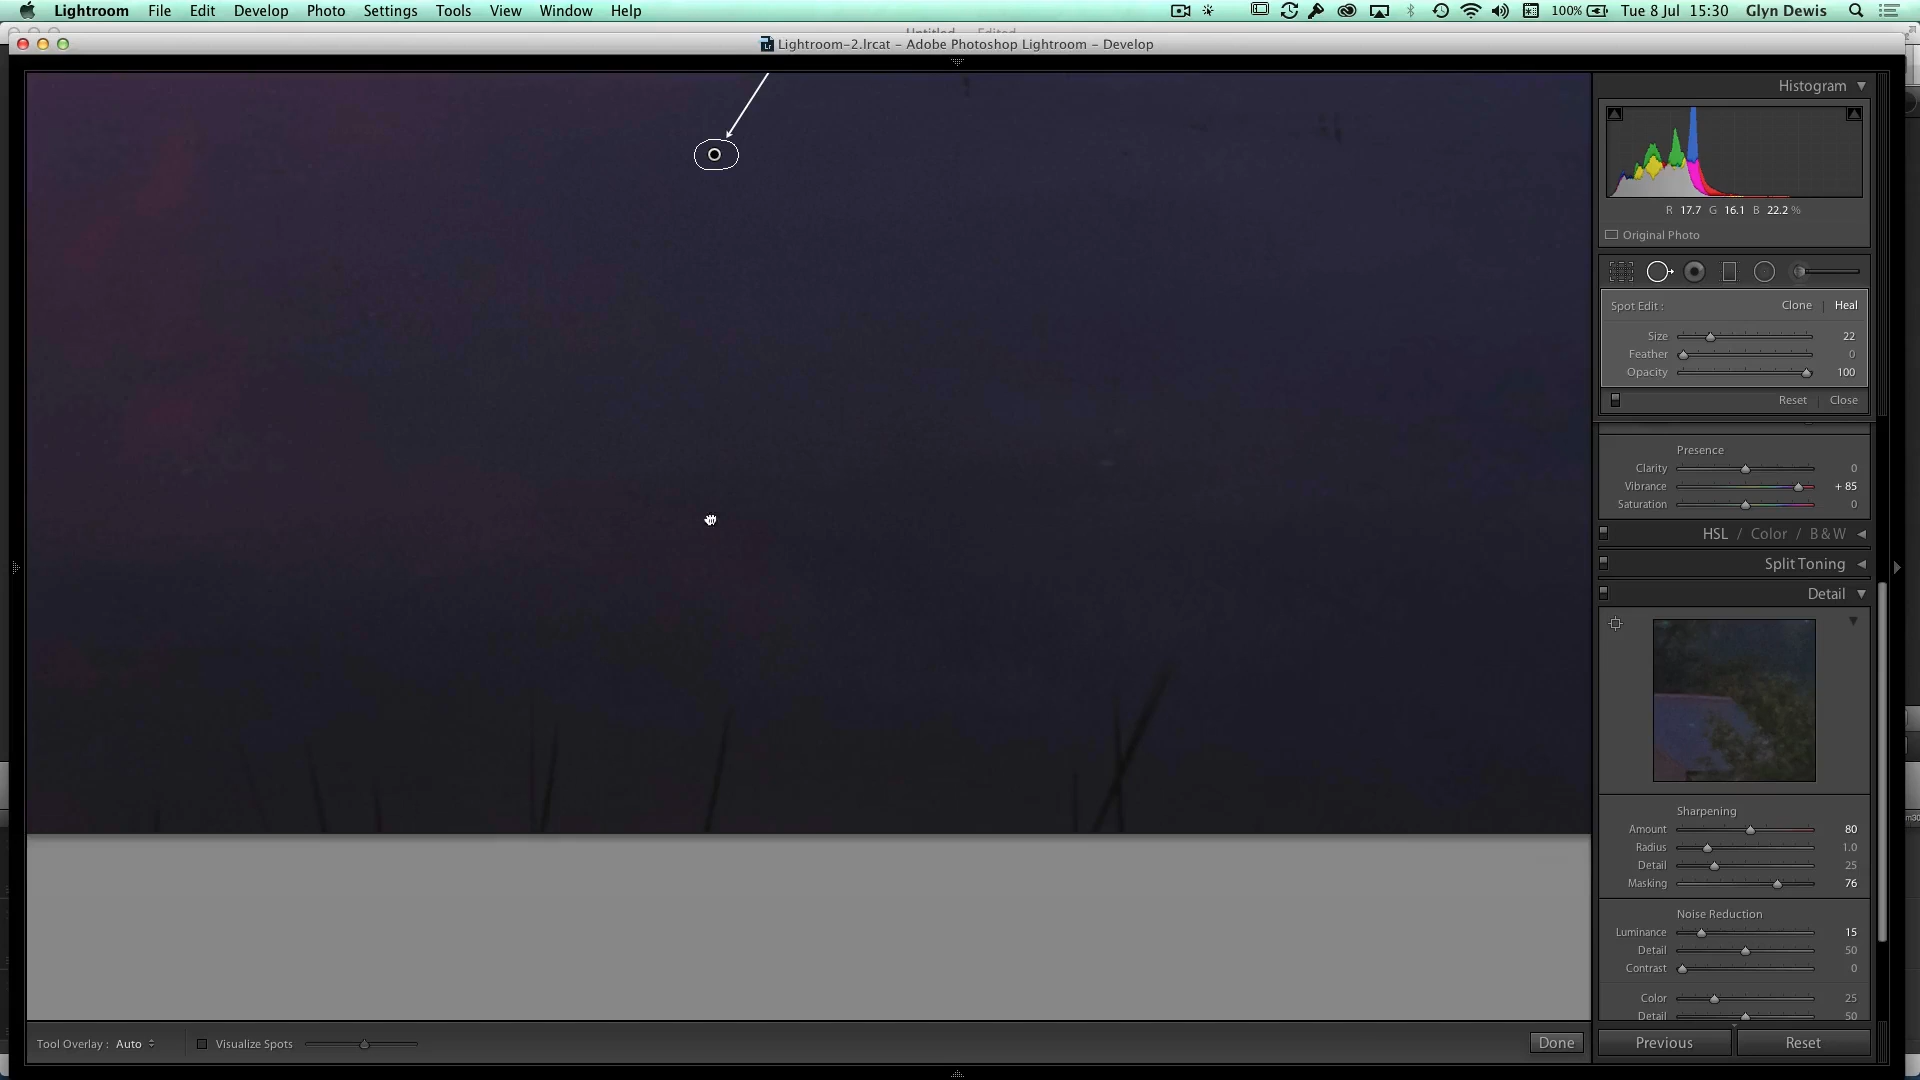 Lightroom File Edit Develop Photo Settings Tools View Window Help 100% Tue 8 Jul 15:30 Glyn Dewis
Lightroom-2.lrcat - Adobe Photoshop Lightroom - Develop
Histogram
R 17.7 G 16.1 B 22.2 %
Original Photo
Spot Edit : Clone | Heal
Size 22
Feather 0
Opacity 100
Reset Close
Presence
Clarity 0
Vibrance + 85
Saturation 0
HSL / Color / B & W
Split Toning
Detail
Sharpening
Amount 80
Radius 1.0
Detail 25
Masking 76
Noise Reduction
Luminance 15
Detail 50
Contrast 0
Color 25
Detail 50
Tool Overlay : Auto Visualize Spots Done Previous Reset